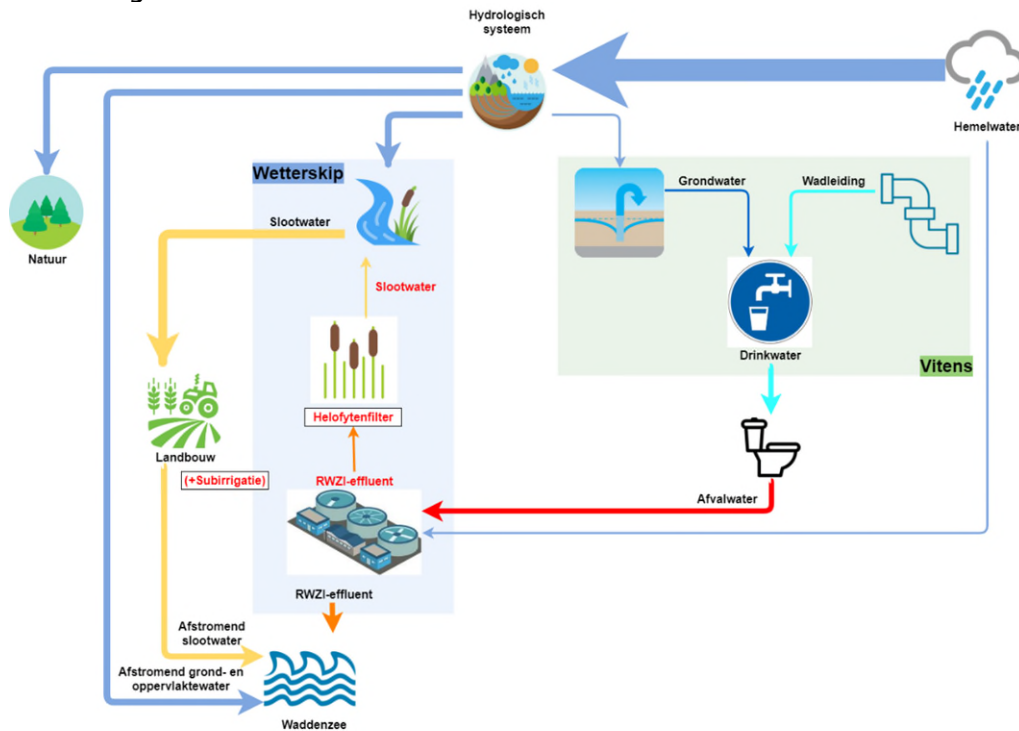 Hydrologisch
systeem
Hemelwater
Wetterskip
Grondwater
Wadleiding
Slootwater
Natuur
Slootwater
Drinkwater
Vitens
Helofytenfilter
Landbouw
(+Subirrigatie)
RWZI-effluent
Afvalwater
RWZI-effluent
Afstromend
slootwater
Afstromend grond- en
oppervlaktewater
Waddenzee